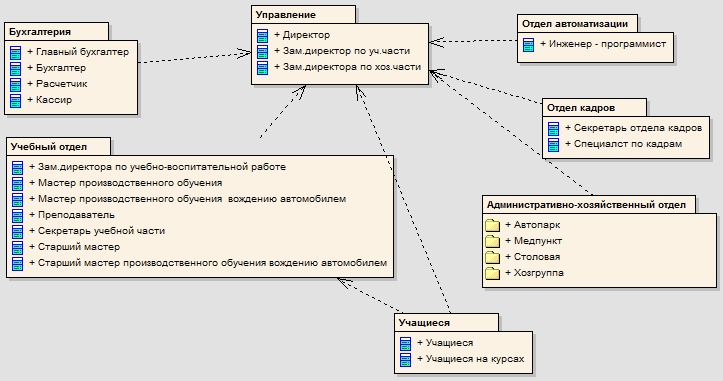 Бухгалтерия
+ Главный бухгалтер
+ Бухгалтер
+ Расчетчик
+ Кассир
Управление
+ Директор
+ Зам.директор по уч.части
+ Зам.директора по хоз.части
Отдел автоматизации
+ Инженер - программист
Отдел кадров
+ Секретарь отдела кадров
+ Специалст по кадрам
Учебный отдел
+ Зам.директора по учебно-воспитательной работе
+ Мастер производственного обучения
+ Мастер производственного обучения вождению автомобилем
+ Преподаватель
+ Секретарь учебной части
+ Старший мастер
+ Старший мастер производственного обучения вождению автомобилем
Административно-хозяйственный отдел
+ Автопарк
+ Медпункт
+ Столовая
+ Хозгруппа
Учащиеся
+ Учащиеся
+ Учащиеся на курсах